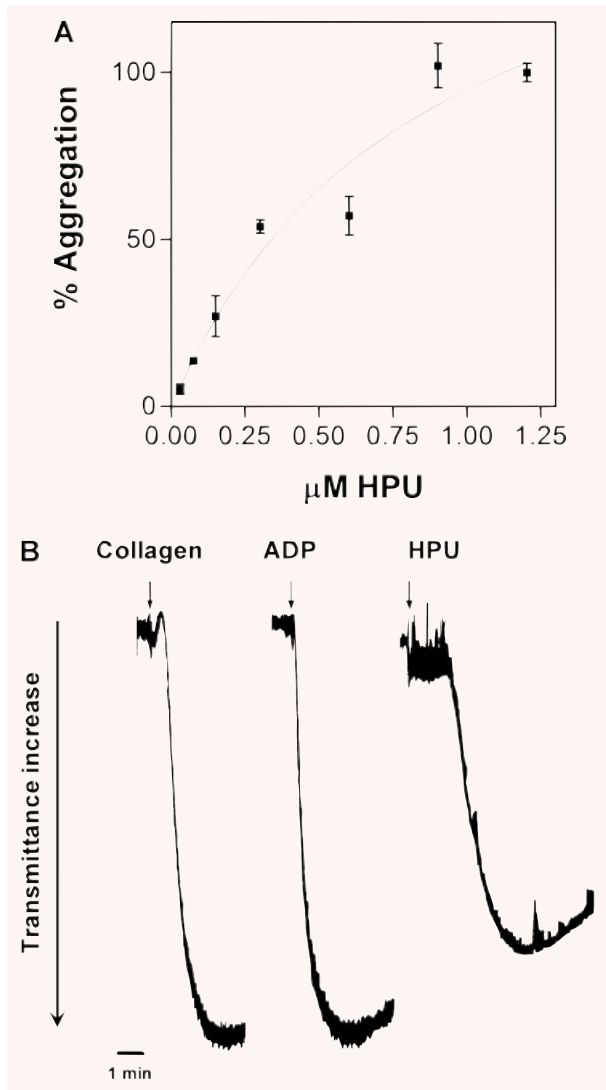 A
% Aggregation
100
50
0
0.00 0.25 0.50 0.75 1.00 1.25
μM HPU
B
Collagen ADP HPU
Transmittance increase
1 min